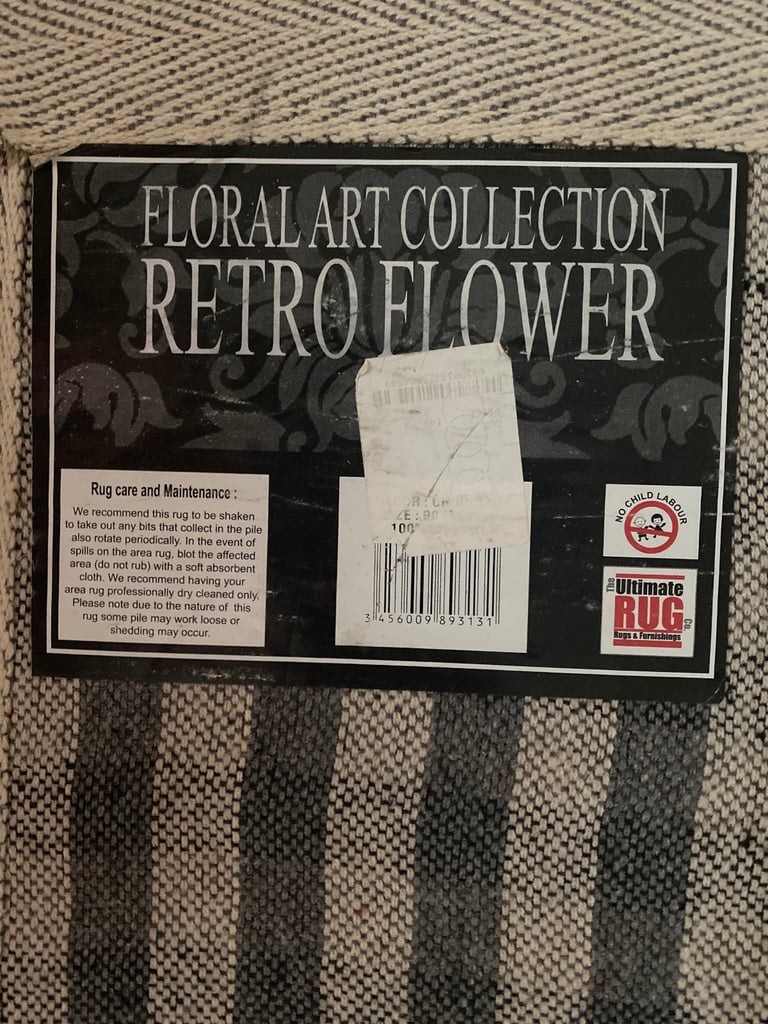 FLORAL ART COLLECTION
RETRO FLOWER
Rug care and Maintenance :
We recommend this rug to be shaken
to take out any bits that collect in the pile
also rotate periodically. In the event of
spills on the area rug, blot the affected
area (do not rub) with a soft absorbent
cloth. We recommend having your
area rug professionally dry cleaned only.
Please note due to the nature of this
rug some pile may work loose or
shedding may occur.
3 456009 893131
NO CHILD LABOUR
The Ultimate
RUG Co.
Rugs & Furnishings